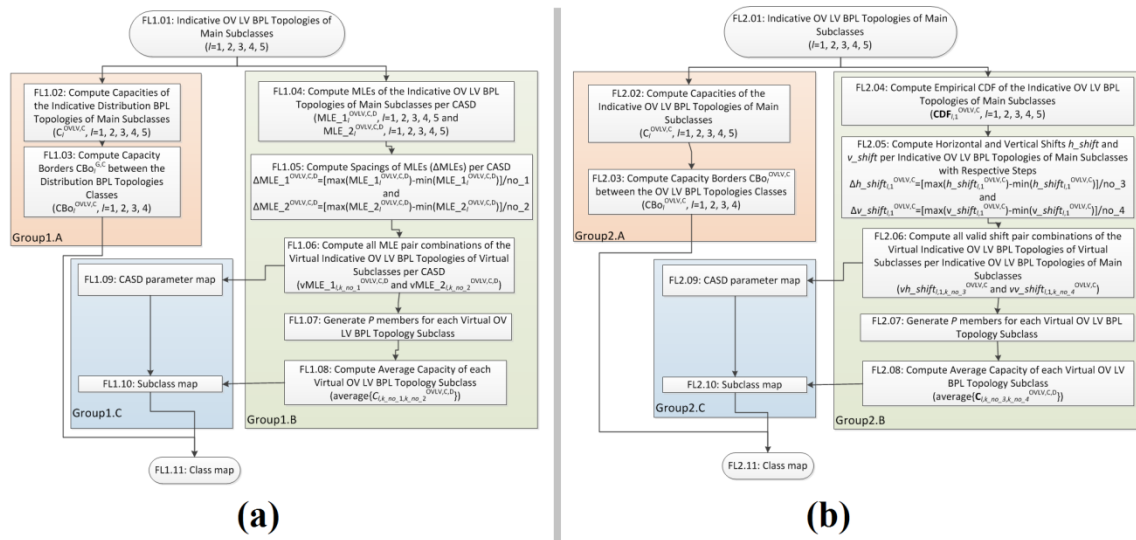 FL1.01: Indicative OV LV BPL Topologies of
Main Subclasses
(l=1, 2, 3, 4, 5)
FL1.02: Compute Capacities of
the Indicative Distribution BPL
Topologies of Main Subclasses
(C_l^{OVLV,C}, l=1, 2, 3, 4, 5)
FL1.03: Compute Capacity
Borders CBo_l^{G,C} between the
Distribution BPL Topologies
Classes
(CBo_l^{OVLV,C}, l=1, 2, 3, 4)
Group1.A
FL1.04: Compute MLEs of the Indicative OV LV BPL
Topologies of Main Subclasses per CASD
(MLE_1_l^{OVLV,C,D}, l=1, 2, 3, 4, 5 and
MLE_2_l^{OVLV,C,D}, l=1, 2, 3, 4, 5)
FL1.05: Compute Spacings of MLEs (ΔMLEs) per CASD
ΔMLE_1^{OVLV,C,D}=[max(MLE_1_l^{OVLV,C,D})-min(MLE_1_l^{OVLV,C,D})]/no_1
and
ΔMLE_2^{OVLV,C,D}=[max(MLE_2_l^{OVLV,C,D})-min(MLE_2_l^{OVLV,C,D})]/no_2
FL1.06: Compute all MLE pair combinations of the
Virtual Indicative OV LV BPL Topologies of Virtual
Subclasses per CASD
(vMLE_1_{l,k_no_1}^{OVLV,C,D} and vMLE_2_{l,k_no_2}^{OVLV,C,D})
FL1.07: Generate P members for each Virtual OV
LV BPL Topology Subclass
FL1.08: Compute Average Capacity of each
Virtual OV LV BPL Topology Subclass
(average{C_{l,k_no_1,k_no_2}^{OVLV,C,D}})
Group1.B
FL1.09: CASD parameter map
FL1.10: Subclass map
Group1.C
FL1.11: Class map
(a)
FL2.01: Indicative OV LV BPL Topologies of
Main Subclasses
(l=1, 2, 3, 4, 5)
FL2.02: Compute Capacities of the
Indicative OV LV BPL Topologies of Main
Subclasses
(C_l^{OVLV,C}, l=1, 2, 3, 4, 5)
FL2.03: Compute Capacity Borders CBo_l^{OVLV,C}
between the OV LV BPL Topologies Classes
(CBo_l^{OVLV,C}, l=1, 2, 3, 4)
Group2.A
FL2.04: Compute Empirical CDF of the Indicative OV LV BPL
Topologies of Main Subclasses
(CDF_{l,1}^{OVLV,C}, l=1, 2, 3, 4, 5)
FL2.05: Compute Horizontal and Vertical Shifts h_shift and
v_shift per Indicative OV LV BPL Topologies of Main Subclasses
with Respective Steps
Δh_shift_{l,1}^{OVLV,C}=[max(h_shift_{l,1}^{OVLV,C})-min(h_shift_{l,1}^{OVLV,C})]/no_3
and
Δv_shift_{l,1}^{OVLV,C}=[max(v_shift_{l,1}^{OVLV,C})-min(v_shift_{l,1}^{OVLV,C})]/no_4
FL2.06: Compute all valid shift pair combinations of the
Virtual Indicative OV LV BPL Topologies of Virtual
Subclasses per Indicative OV LV BPL Topologies of Main
Subclasses
(vh_shift_{l,1,k_no_3}^{OVLV,C} and vv_shift_{l,1,k_no_4}^{OVLV,C})
FL2.07: Generate P members for each Virtual OV LV BPL
Topology Subclass
FL2.08: Compute Average Capacity of each Virtual OV LV
BPL Topology Subclass
(average{C_{l,k_no_3,k_no_4}^{OVLV,C,D}})
Group2.B
FL2.09: CASD parameter map
FL2.10: Subclass map
Group2.C
FL2.11: Class map
(b)